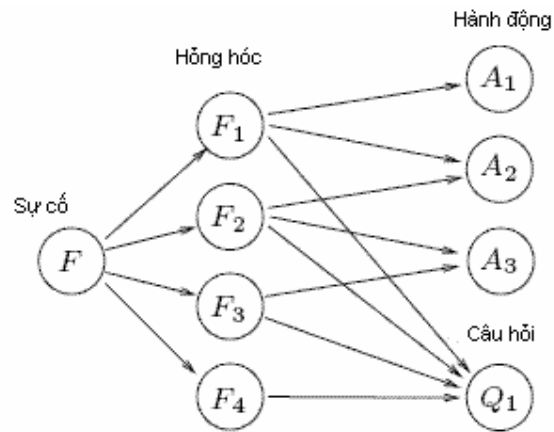 Hành động
Hỏng hóc
Sự cố
Câu hỏi
F
F₁
F₂
F₃
F₄
A₁
A₂
A₃
Q₁